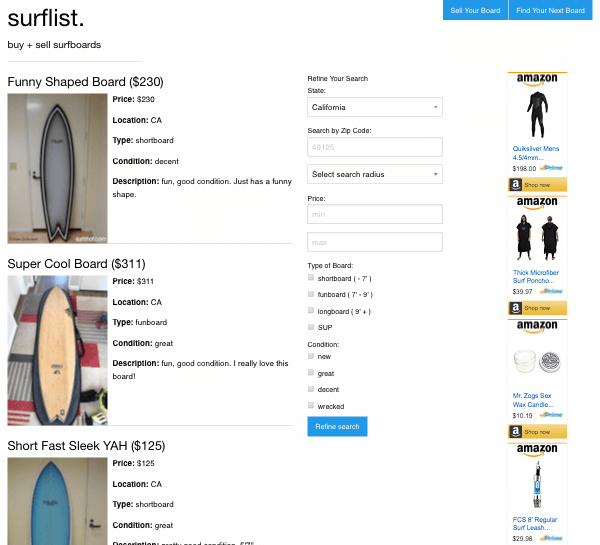 surflist.
buy + sell surfboards
Sell Your Board
Find Your Next Board
Funny Shaped Board ($230)
Price: $230
Location: CA
Type: shortboard
Condition: decent
Description: fun, good condition. Just has a funny
shape.
Super Cool Board ($311)
Price: $311
Location: CA
Type: funboard
Condition: great
Description: fun, good condition. I really love this
board!
Short Fast Sleek YAH ($125)
Price: $125
Location: CA
Type: shortboard
Condition: great
Description: pretty good condition.
Refine Your Search
State:
California
Search by Zip Code:
49125
Select search radius
Price:
min
max
Type of Board:
shortboard ( - 7' )
funboard ( 7' - 9' )
longboard ( 9' + )
SUP
Condition:
new
great
decent
wrecked
Refine search
amazon
Quiksilver Mens
4.5/4mm...
$198.00 Prime
Shop now
amazon
Thick Microfiber
Surf Poncho...
$39.97 Prime
Shop now
amazon
Mr. Zogs Sex
Wax Candle...
$10.19 Prime
Shop now
amazon
FCS 8' Regular
Surf Leash...
$29.98 Prime